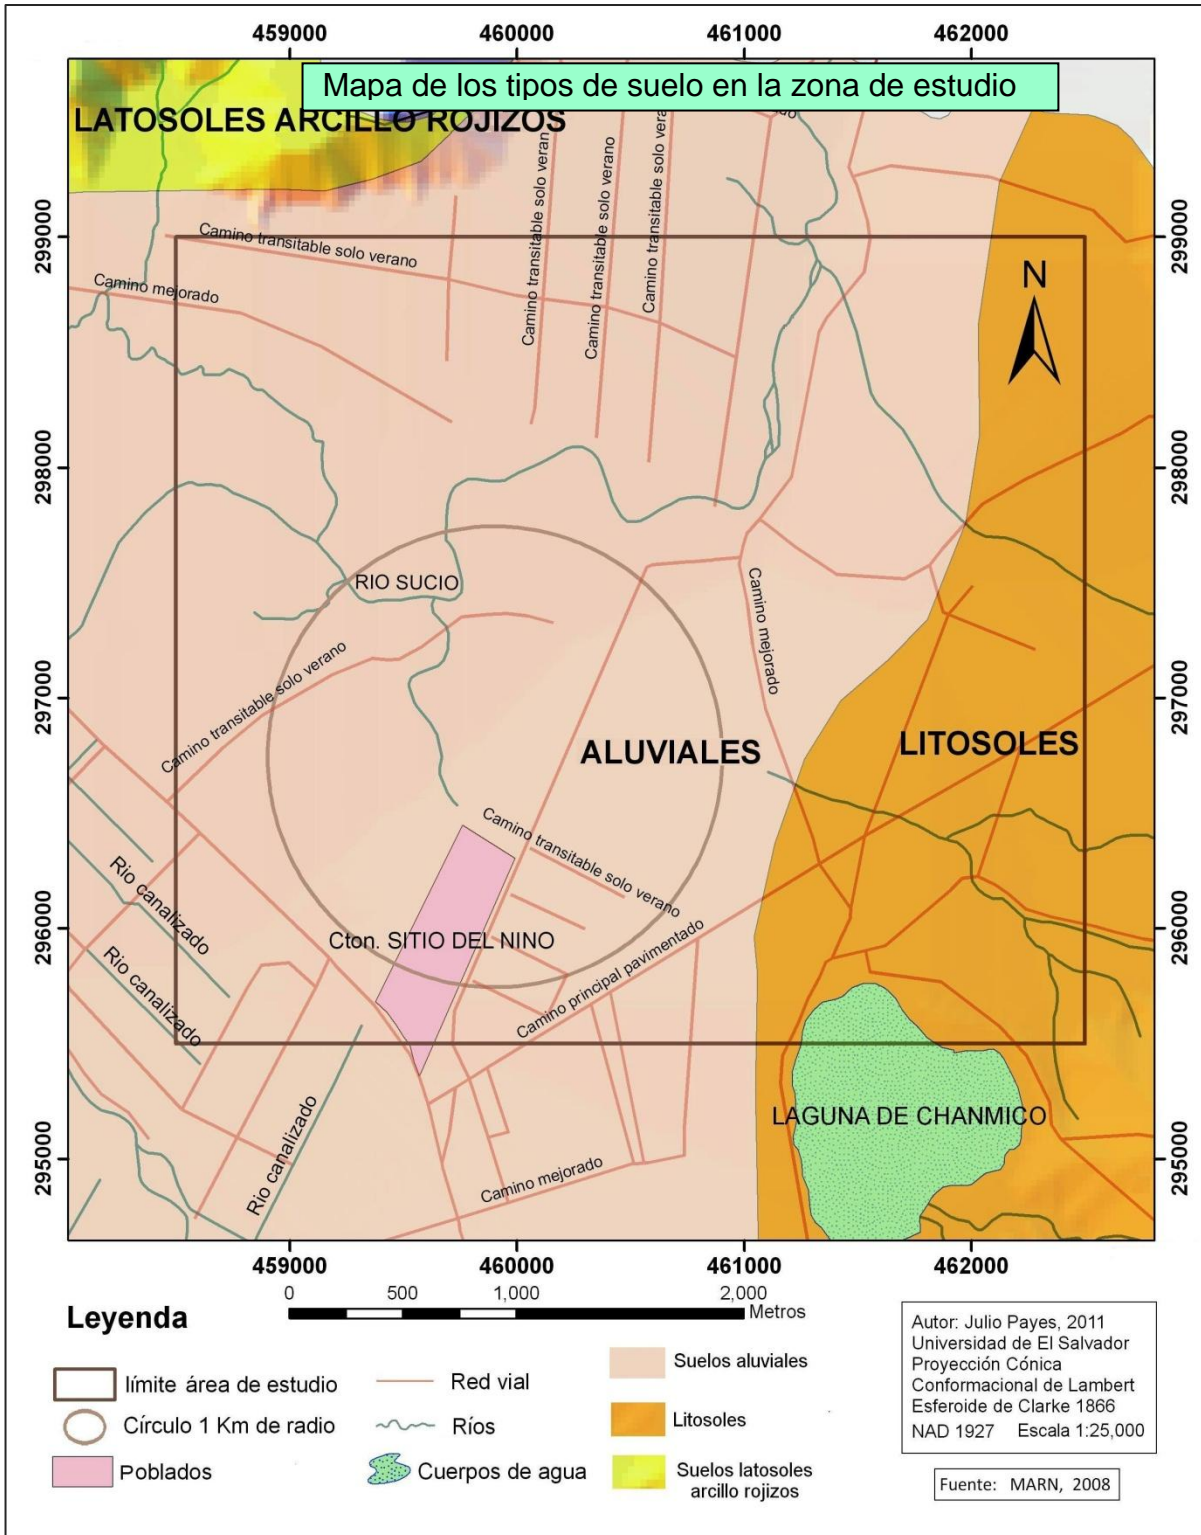 459000
460000
461000
462000
Mapa de los tipos de suelo en la zona de estudio
LATOSOLES ARCILLO ROJIZOS
299000
299000
Camino transitable solo verano
Camino mejorado
Camino transitable solo veran
Camino transitable solo verano
Camino transitable solo vera
N
298000
298000
RIO SUCIO
Camino transitable solo verano
Camino mejorado
297000
297000
ALUVIALES
LITOSOLES
Camino transitable solo verano
Rio canalizado
Rio canalizado
296000
296000
Cton. SITIO DEL NINO
Camino principal pavimentado
Rio canalizado
LAGUNA DE CHANMICO
295000
295000
Camino mejorado
459000
460000
461000
462000
Leyenda
0
500
1,000
2,000
Metros
límite área de estudio
Círculo 1 Km de radio
Poblados
Red vial
Ríos
Cuerpos de agua
Suelos aluviales
Litosoles
Suelos latosoles
arcillo rojizos
Autor: Julio Payes, 2011
Universidad de El Salvador
Proyección Cónica
Conformacional de Lambert
Esferoide de Clarke 1866
NAD 1927 Escala 1:25,000
Fuente: MARN, 2008